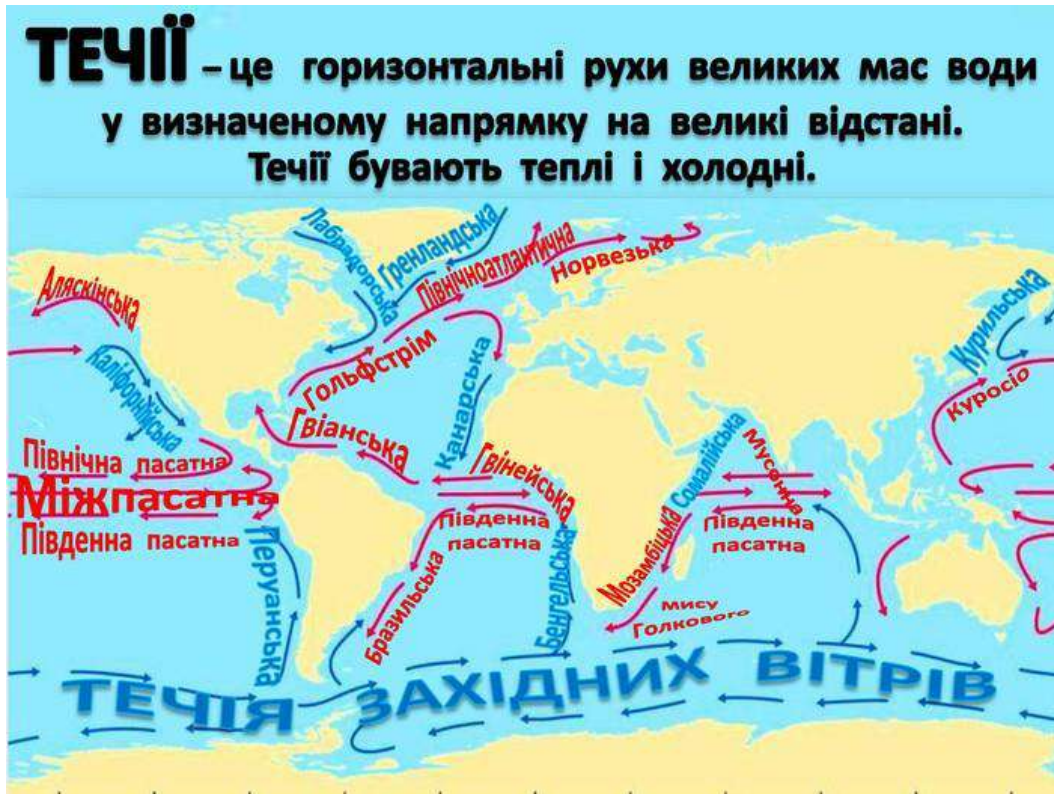 ТЕЧІЇ – це горизонтальні рухи великих мас води
у визначеному напрямку на великі відстані.
Течії бувають теплі і холодні.
Лабрадорська
Гренландська
Північноатлантична
Норвезька
Аляскінська
Каліфорнійська
Гольфстрім
Канарська
Курильська
Куросіо
Гвіанська
Гвінейська
Сомалійська
Мусонна
Північна пасатна
Міжпасатна
Південна пасатна
Південна
пасатна
Південна
пасатна
Перуанська
Бразильська
Бенгельська
Мозамбіцька
Мису
Голкового
ТЕЧІЯ ЗАХІДНИХ ВІТРІВ